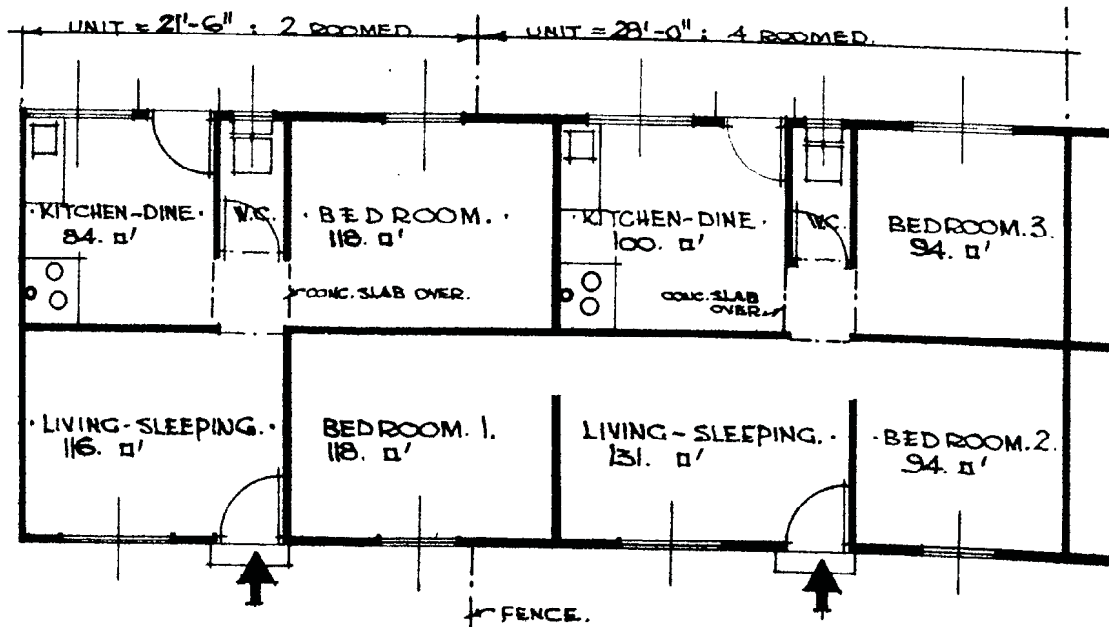 UNIT = 21'-6" : 2 ROOMED
UNIT = 28'-0" : 4 ROOMED.
· KITCHEN-DINE ·
84. □'
W.C.
· BEDROOM. ·
118. □'
· KITCHEN-DINE ·
100. □'
W.C.
BEDROOM. 3.
94. □'
CONC. SLAB OVER.
CONC. SLAB
OVER.
· LIVING-SLEEPING. ·
116. □'
BEDROOM. 1.
118. □'
LIVING-SLEEPING. ·
131. □'
· BEDROOM. 2.
94. □'
FENCE.